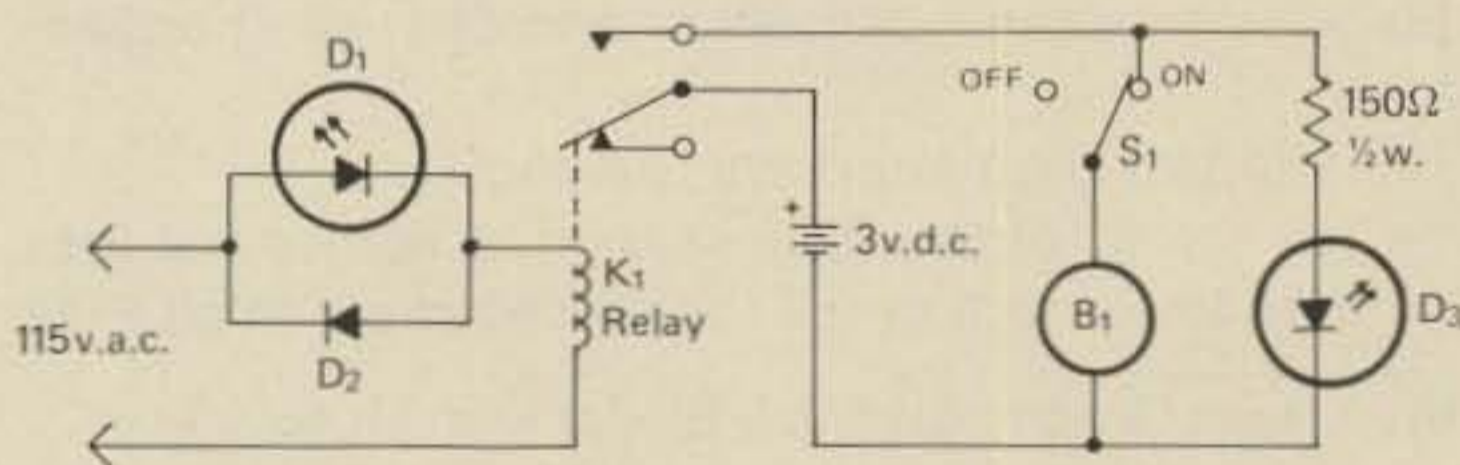 D₁
OFF
ON
150Ω
½w.
S₁
+
3v.d.c.
K₁
Relay
B₁
D₃
115v.a.c.
D₂